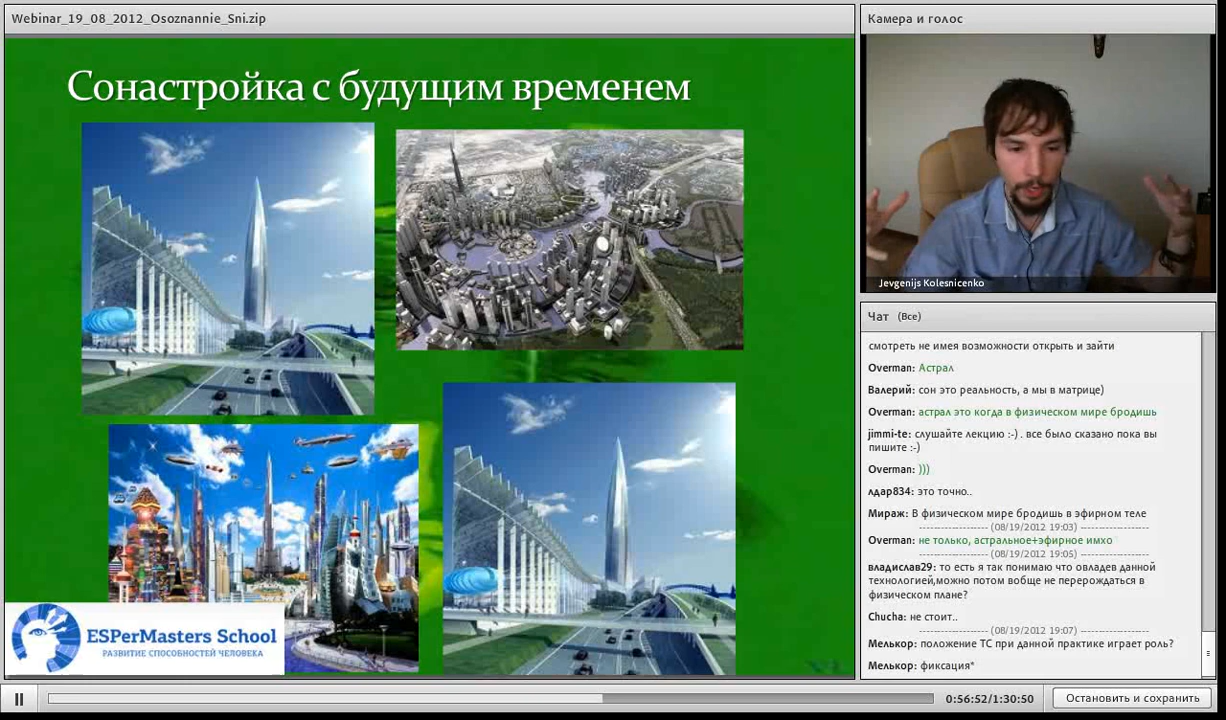 Webinar_19_08_2012_Osoznannie_Sni.zip
Сонастройка с будущим временем
ESPerMasters School
РАЗВИТИЕ СПОСОБНОСТЕЙ ЧЕЛОВЕКА
Камера и голос
Jevgenijs Kolesnicenko
Чат (Все)
смотреть не имея возможности открыть и зайти
Overman: Астрал
Валерий: сон это реальность, а мы в матрице)
Overman: астрал это когда в физическом мире бродишь
jimmi-te: слушайте лекцию :-) . все было сказано пока вы
пишите :-)
Overman: )))
лдар834: это точно..
Мираж: В физическом мире бродишь в эфирном теле
-------------------- (08/19/2012 19:03) --------------------
Overman: не только, астральное+эфирное имхо
-------------------- (08/19/2012 19:05) --------------------
владислав29: то есть я так понимаю что овладев данной
технологией,можно потом вобще не перерождаться в
физическом плане?
Chucha: не стоит..
-------------------- (08/19/2012 19:07) --------------------
Мелькор: положение ТС при данной практике играет роль?
Мелькор: фиксация*
0:56:52/1:30:50
Остановить и сохранить